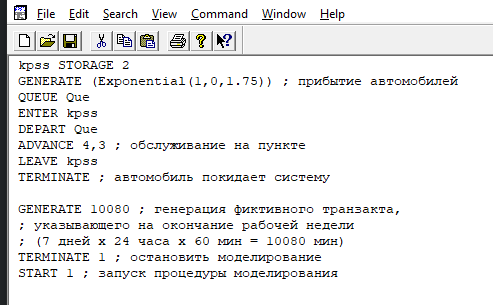 File Edit Search View Command Window Help
kpss STORAGE 2
GENERATE (Exponential(1,0,1.75)) ; прибытие автомобилей
QUEUE Que
ENTER kpss
DEPART Que
ADVANCE 4,3 ; обслуживание на пункте
LEAVE kpss
TERMINATE ; автомобиль покидает систему
GENERATE 10080 ; генерация фиктивного транзакта,
; указывающего на окончание рабочей недели
; (7 дней x 24 часа x 60 мин = 10080 мин)
TERMINATE 1 ; остановить моделирование
START 1 ; запуск процедуры моделирования